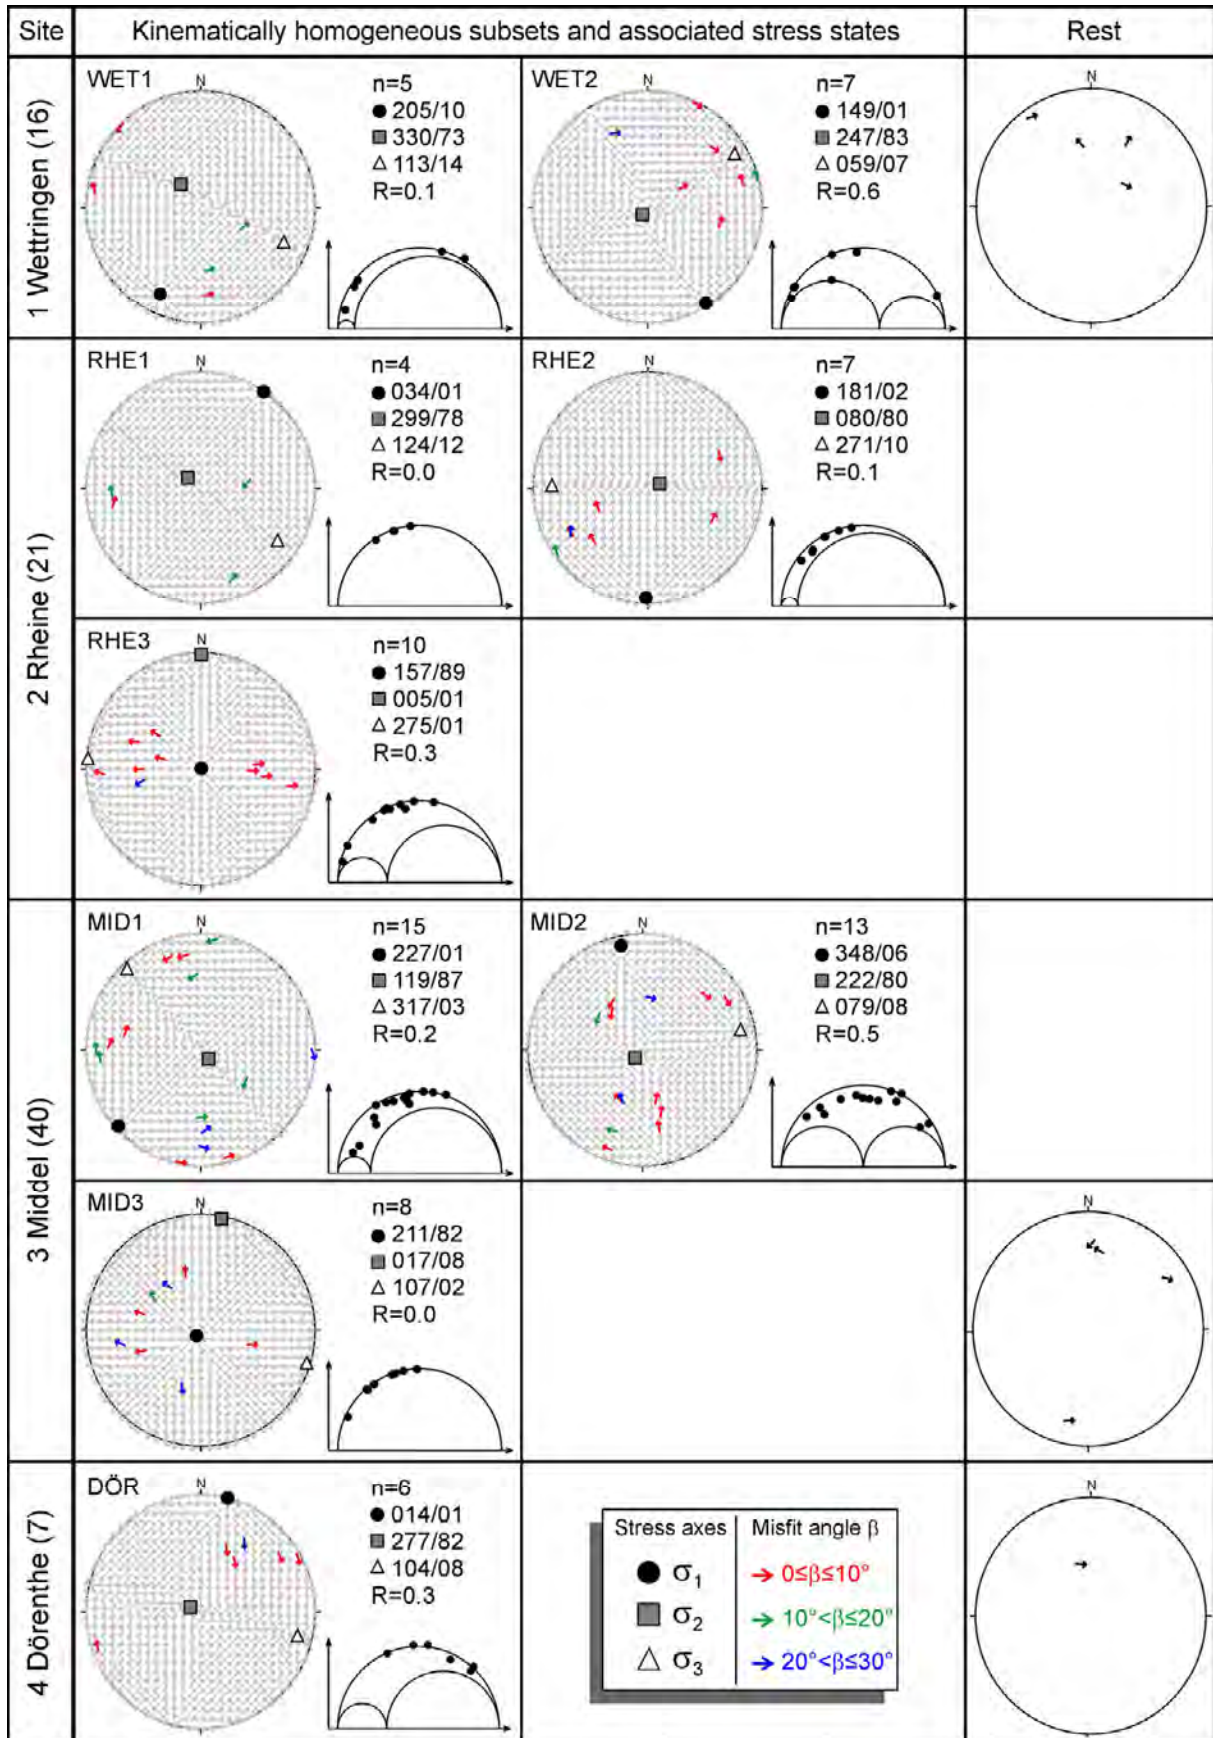 Site
Kinematically homogeneous subsets and associated stress states
Rest
1 Wettringen (16)
WET1
N
n=5
205/10
330/73
113/14
R=0.1
WET2
N
n=7
149/01
247/83
059/07
R=0.6
N
2 Rheine (21)
RHE1
N
n=4
034/01
299/78
124/12
R=0.0
RHE2
N
n=7
181/02
080/80
271/10
R=0.1
RHE3
N
n=10
157/89
005/01
275/01
R=0.3
3 Middel (40)
MID1
N
n=15
227/01
119/87
317/03
R=0.2
MID2
N
n=13
348/06
222/80
079/08
R=0.5
MID3
N
n=8
211/82
017/08
107/02
R=0.0
N
4 Dörenthe (7)
DÖR
N
n=6
014/01
277/82
104/08
R=0.3
Stress axes
Misfit angle β
σ1
0≤β≤10°
σ2
10°<β≤20°
σ3
20°<β≤30°
N